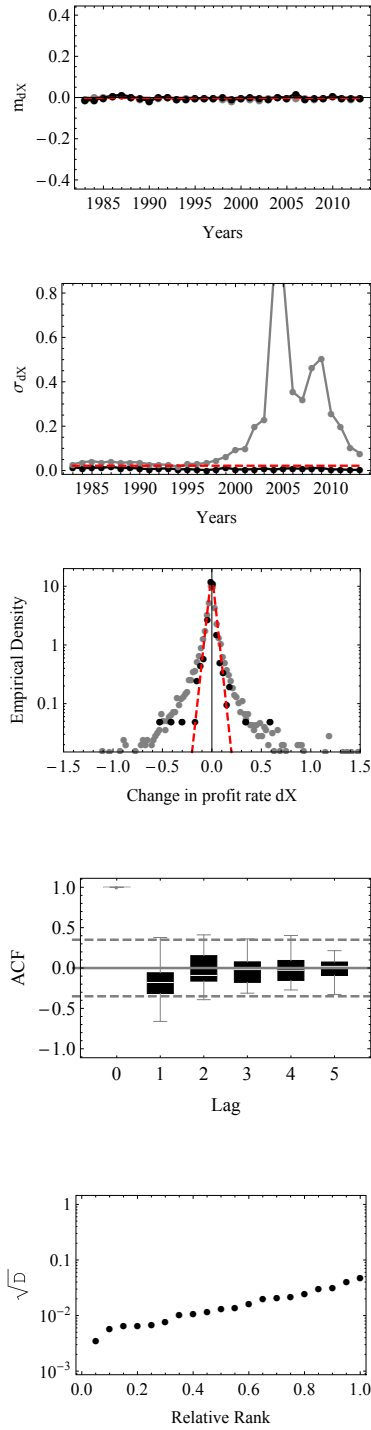 0.4
0.2
0.0
−0.2
−0.4
m_dX
1985 1990 1995 2000 2005 2010
Years
0.8
0.6
0.4
0.2
0.0
σ_dX
1985 1990 1995 2000 2005 2010
Years
10
1
0.1
Empirical Density
−1.5 −1.0 −0.5 0.0 0.5 1.0 1.5
Change in profit rate dX
1.0
0.5
0.0
−0.5
−1.0
ACF
0 1 2 3 4 5
Lag
1
0.1
10⁻²
10⁻³
√D
0.0 0.2 0.4 0.6 0.8 1.0
Relative Rank